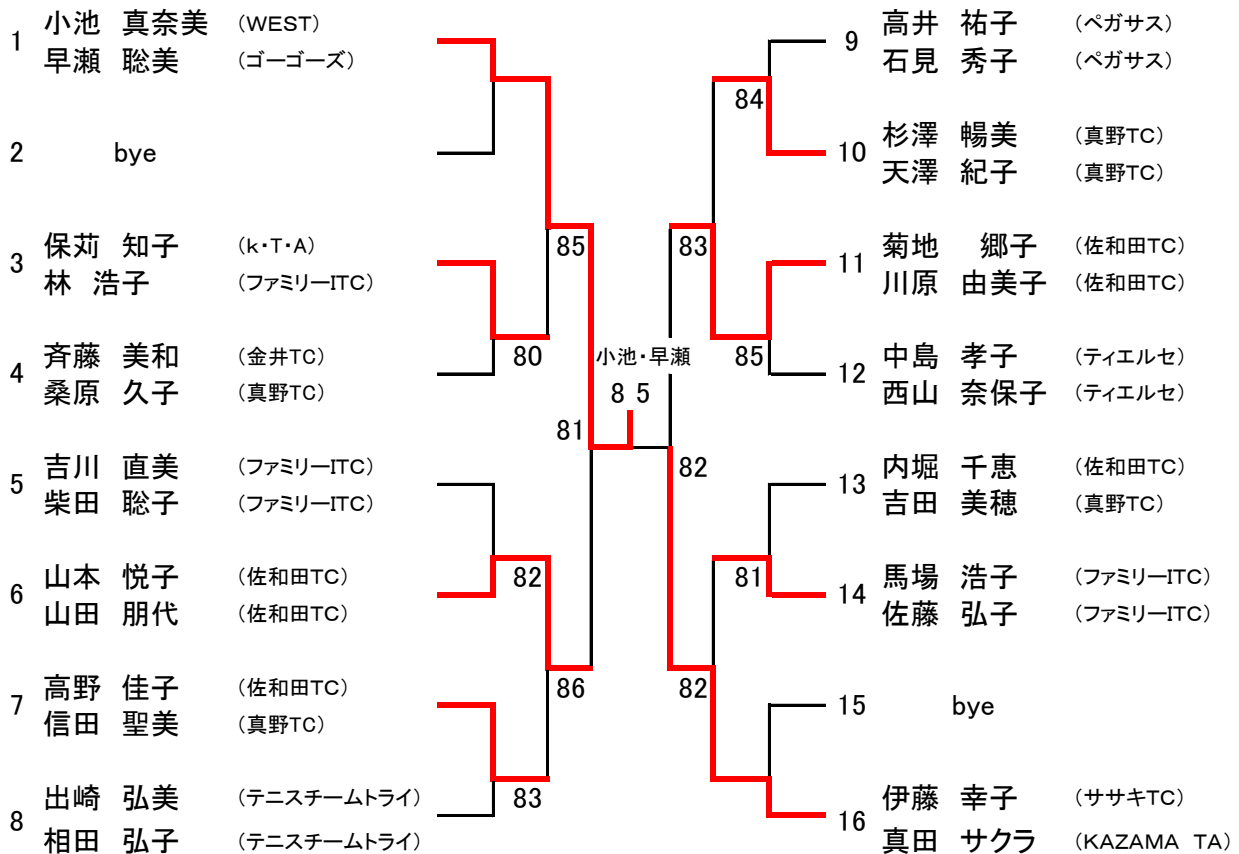 1 小池 真奈美 (WEST)
早瀬 聡美 (ゴーゴーズ)
2 bye
3 保苅 知子 (k・T・A)
林 浩子 (ファミリーITC)
4 斉藤 美和 (金井TC)
桑原 久子 (真野TC)
5 吉川 直美 (ファミリーITC)
柴田 聡子 (ファミリーITC)
6 山本 悦子 (佐和田TC)
山田 朋代 (佐和田TC)
7 高野 佳子 (佐和田TC)
信田 聖美 (真野TC)
8 出崎 弘美 (テニスチームトライ)
相田 弘子 (テニスチームトライ)
85
80
81
82
86
83
小池・早瀬
8 5
84
83
85
82
81
82
9 高井 祐子 (ペガサス)
石見 秀子 (ペガサス)
10 杉澤 暢美 (真野TC)
天澤 紀子 (真野TC)
11 菊地 郷子 (佐和田TC)
川原 由美子 (佐和田TC)
12 中島 孝子 (ティエルセ)
西山 奈保子 (ティエルセ)
13 内堀 千恵 (佐和田TC)
吉田 美穂 (真野TC)
14 馬場 浩子 (ファミリーITC)
佐藤 弘子 (ファミリーITC)
15 bye
16 伊藤 幸子 (ササキTC)
真田 サクラ (KAZAMA TA)